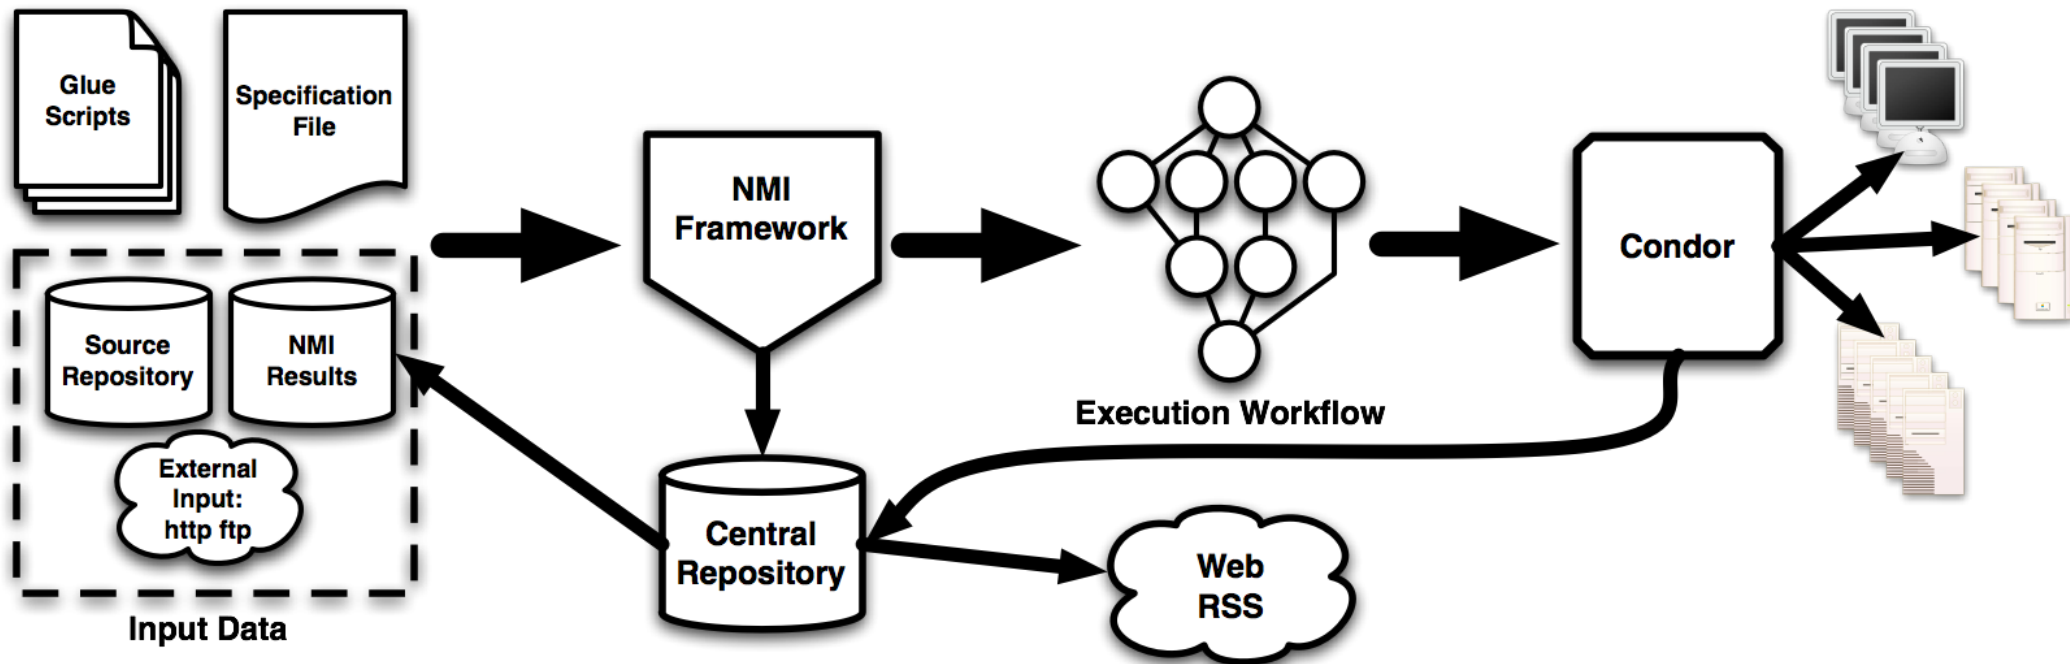 Glue
Scripts
Specification
File
NMI
Framework
Condor
Source
Repository
NMI
Results
External
Input:
http ftp
Input Data
Execution Workflow
Central
Repository
Web
RSS